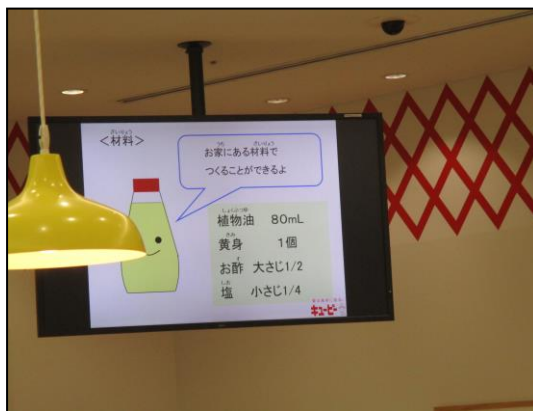 <材料>
お家にある材料で
つくることができるよ
植物油 80mL
黄身 1個
お酢 大さじ1/2
塩 小さじ1/4
キューピー